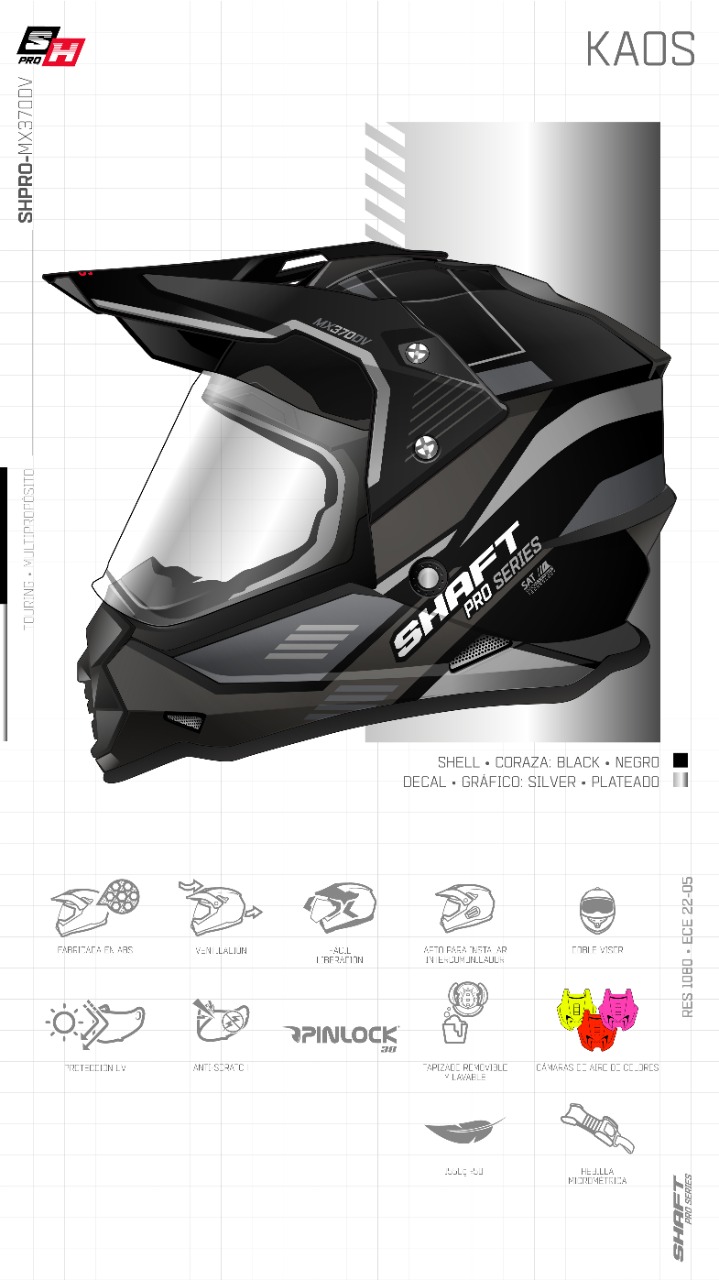 SH
PRO
KAOS
SHPRO-MX370DV
TOURING • MULTIPROPÓSITO
MX370DV
SHAFT
PRO SERIES
SHELL • CORAZA: BLACK • NEGRO
DECAL • GRÁFICO: SILVER • PLATEADO
RES 1080 • ECE 22-05
FABRICADA EN ABS
VENTILACIÓN
FÁCIL
LIBERACIÓN
APTO PARA INSTALAR
INTERCOMUNICADOR
DOBLE VISOR
PROTECCIÓN UV
ANTI SCRATCH
PINLOCK
30
TAPIZADO REMOVIBLE
Y LAVABLE
CÁMARAS DE AIRE DE COLORES
HEBILLA
MICROMÉTRICA
SHAFT
PRO SERIES